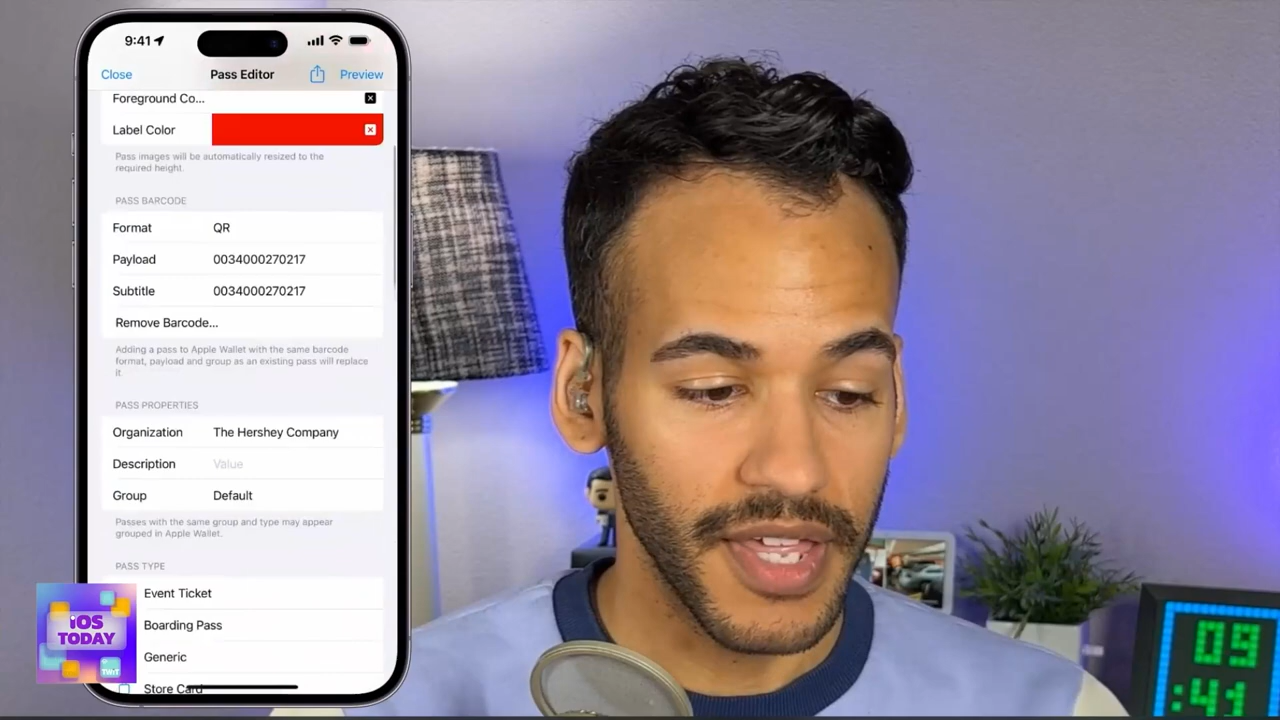 9:41
Close Pass Editor Preview
Foreground Co...
Label Color
Pass images will be automatically resized to the
required height.
PASS BARCODE
Format QR
Payload 0034000270217
Subtitle 0034000270217
Remove Barcode...
Adding a pass to Apple Wallet with the same barcode
format, payload and group as an existing pass will replace
it.
PASS PROPERTIES
Organization The Hershey Company
Description Value
Group Default
Passes with the same group and type may appear
grouped in Apple Wallet.
PASS TYPE
Event Ticket
Boarding Pass
Generic
Store Card
iOS
TODAY
TWiT
09
:41